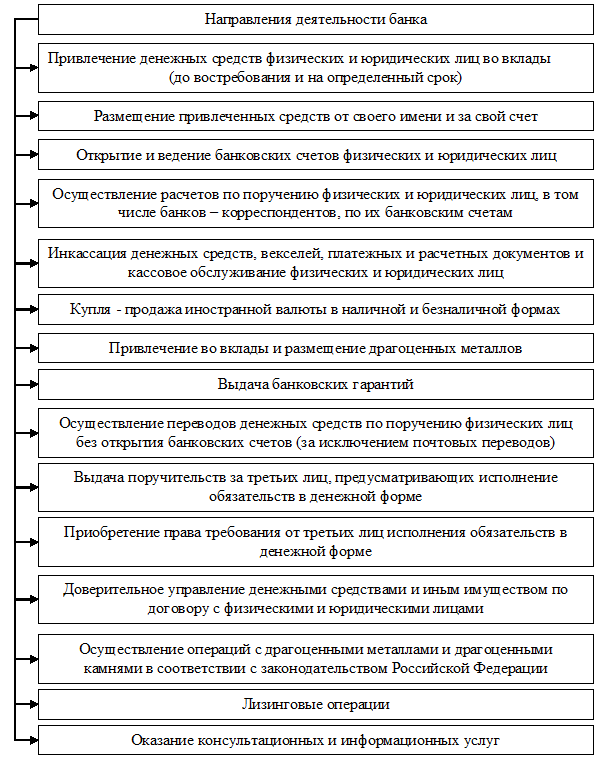 Направления деятельности банка
Привлечение денежных средств физических и юридических лиц во вклады
(до востребования и на определенный срок)
Размещение привлеченных средств от своего имени и за свой счет
Открытие и ведение банковских счетов физических и юридических лиц
Осуществление расчетов по поручению физических и юридических лиц, в том
числе банков – корреспондентов, по их банковским счетам
Инкассация денежных средств, векселей, платежных и расчетных документов и
кассовое обслуживание физических и юридических лиц
Купля - продажа иностранной валюты в наличной и безналичной формах
Привлечение во вклады и размещение драгоценных металлов
Выдача банковских гарантий
Осуществление переводов денежных средств по поручению физических лиц
без открытия банковских счетов (за исключением почтовых переводов)
Выдача поручительств за третьих лиц, предусматривающих исполнение
обязательств в денежной форме
Приобретение права требования от третьих лиц исполнения обязательств в
денежной форме
Доверительное управление денежными средствами и иным имуществом по
договору с физическими и юридическими лицами
Осуществление операций с драгоценными металлами и драгоценными
камнями в соответствии с законодательством Российской Федерации
Лизинговые операции
Оказание консультационных и информационных услуг